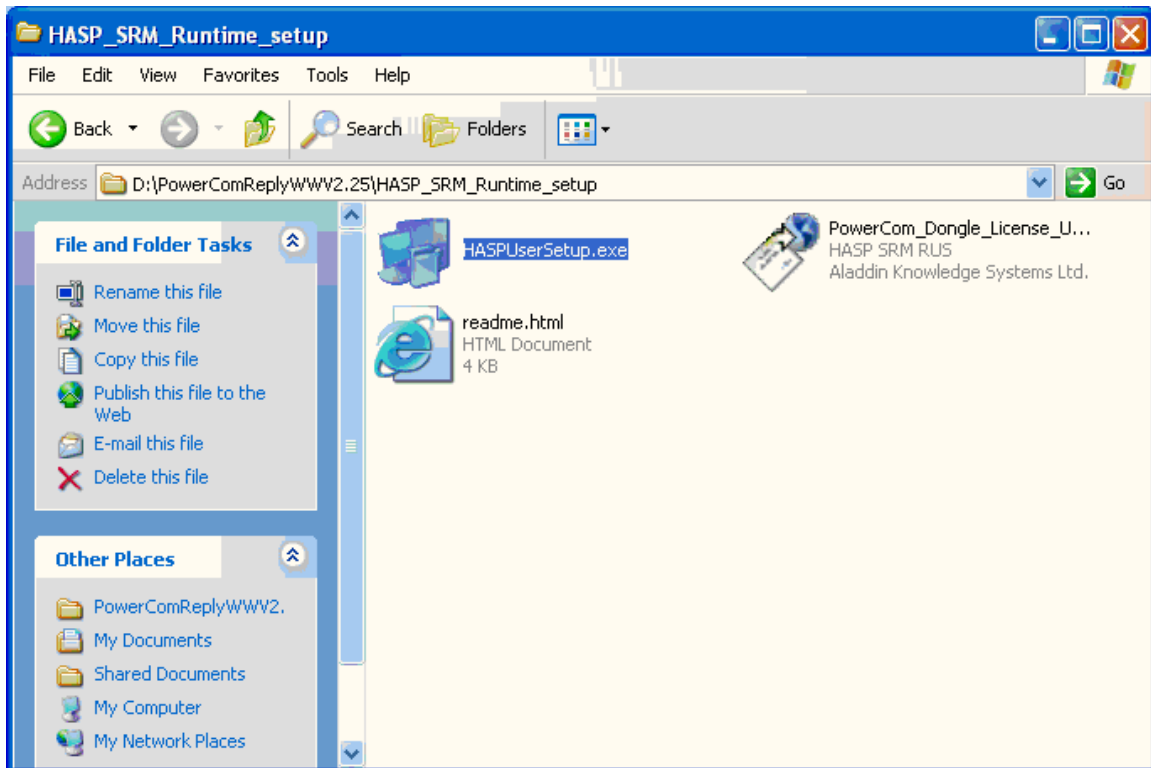 HASP_SRM_Runtime_setup
File Edit View Favorites Tools Help
Back Search Folders
Address D:\PowerComReplyWWV2.25\HASP_SRM_Runtime_setup Go
File and Folder Tasks
Rename this file
Move this file
Copy this file
Publish this file to the
Web
E-mail this file
Delete this file
Other Places
PowerComReplyWWV2.
My Documents
Shared Documents
My Computer
My Network Places
HASPUserSetup.exe
PowerCom_Dongle_License_U...
HASP SRM RUS
Aladdin Knowledge Systems Ltd.
readme.html
HTML Document
4 KB